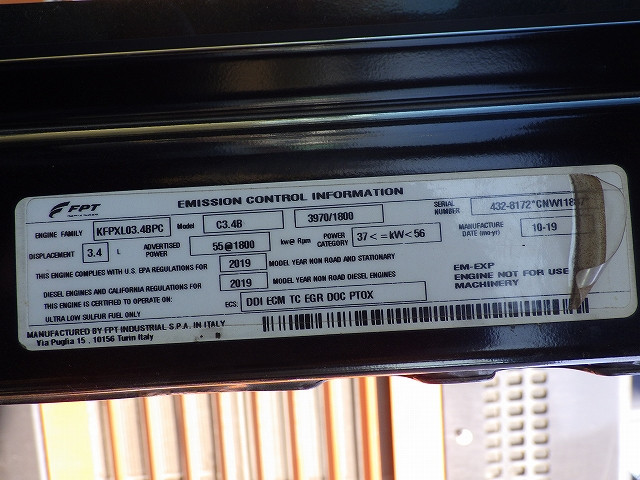 FPT EMISSION CONTROL INFORMATION
ENGINE FAMILY KFPXL03.4BPC Model C3.4B 3970/1800 SERIAL NUMBER 432-8172*CNWI
DISPLACEMENT 3.4 L ADVERTISED POWER 55@1800 kw@ Rpm POWER CATEGORY 37<=kW<56 MANUFACTURE DATE (mo-yr) 10-19
THIS ENGINE COMPLIES WITH U.S. EPA REGULATIONS FOR 2019 MODEL YEAR NON ROAD AND STATIONARY
DIESEL ENGINES AND CALIFORNIA REGULATIONS FOR 2019 MODEL YEAR NON ROAD DIESEL ENGINES
EM-EXP
ENGINE NOT FOR USE
MACHINERY
THIS ENGINE IS CERTIFIED TO OPERATE ON:
ULTRA LOW SULFUR FUEL ONLY
ECS: DDI ECM TC EGR DOC PTOX
MANUFACTURED BY FPT INDUSTRIAL S.P.A. IN ITALY
Via Puglia 15 , 10156 Turin Italy